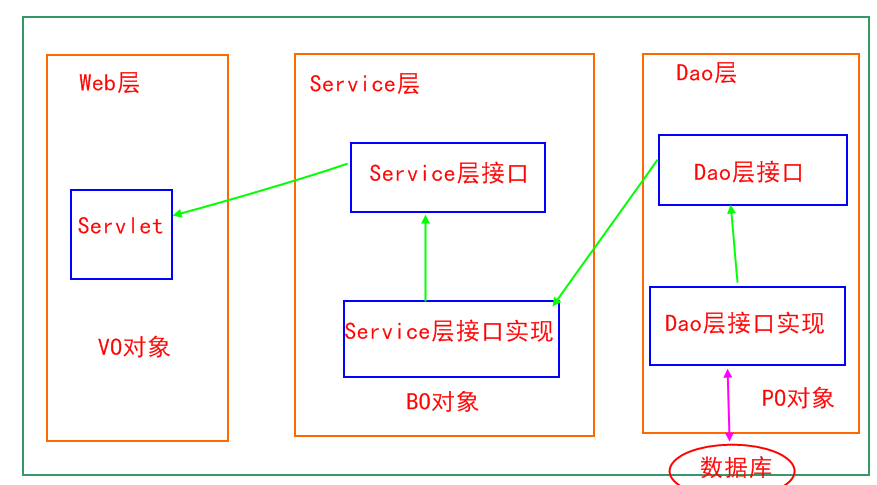 Web层
Servlet
VO对象
Service层
Service层接口
Service层接口实现
BO对象
Dao层
Dao层接口
Dao层接口实现
PO对象
数据库